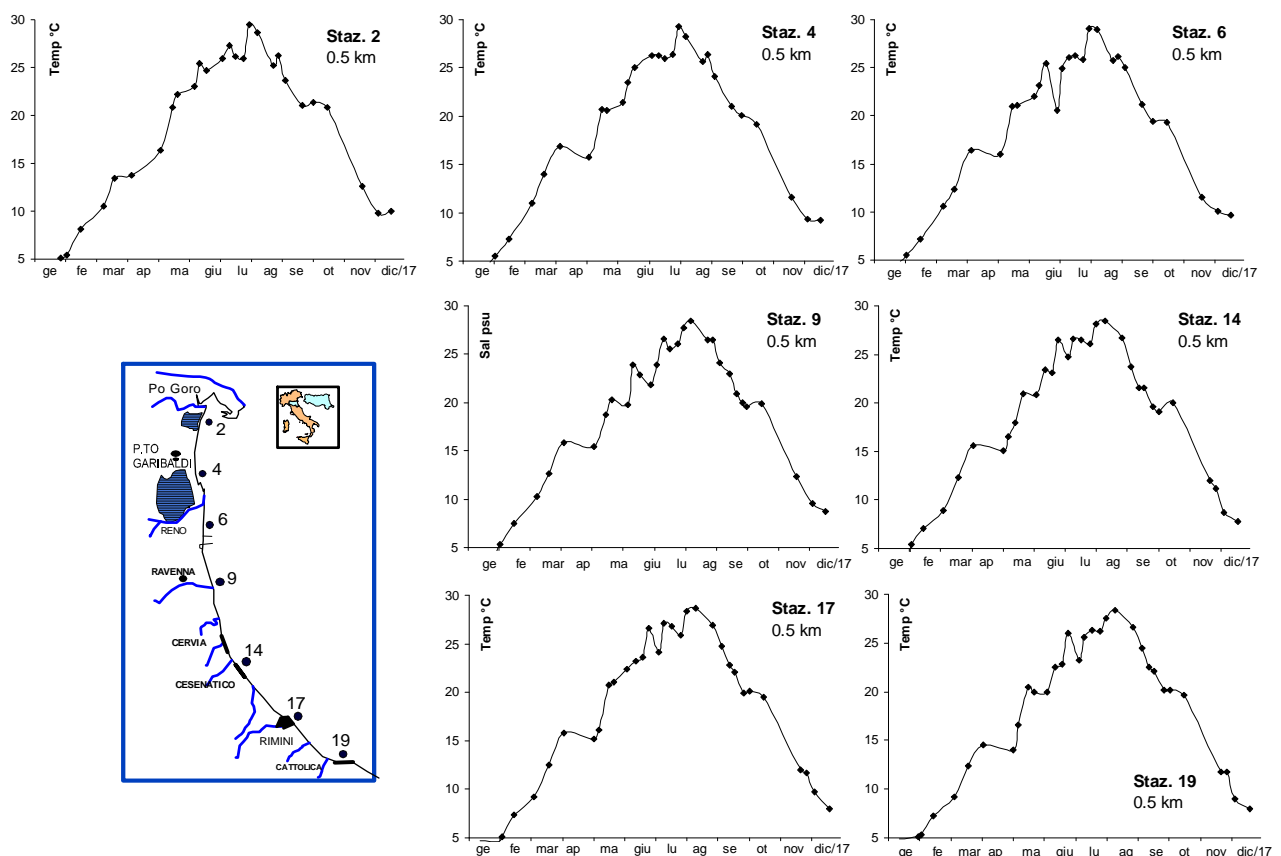 30
25
20
15
10
5
Temp °C
Staz. 2
0.5 km
ge fe mar ap ma giu lu ag se ot nov dic/17
30
25
20
15
10
5
Temp °C
Staz. 4
0.5 km
ge fe mar ap ma giu lu ag se ot nov dic/17
30
25
20
15
10
5
Temp °C
Staz. 6
0.5 km
ge fe mar ap ma giu lu ag se ot nov dic/17
Po Goro
2
P.TO
GARIBALDI
4
6
RENO
RAVENNA
9
CERVIA
14
CESENATICO
17
RIMINI
19
CATTOLICA
30
25
20
15
10
5
Sal psu
Staz. 9
0.5 km
ge fe mar ap ma giu lu ag se ot nov dic/17
30
25
20
15
10
5
Temp °C
Staz. 14
0.5 km
ge fe mar ap ma giu lu ag se ot nov dic/17
30
25
20
15
10
5
Temp °C
Staz. 17
0.5 km
ge fe mar ap ma giu lu ag se ot nov dic/17
30
25
20
15
10
5
Temp °C
Staz. 19
0.5 km
ge fe mar ap ma giu lu ag se ot nov dic/17